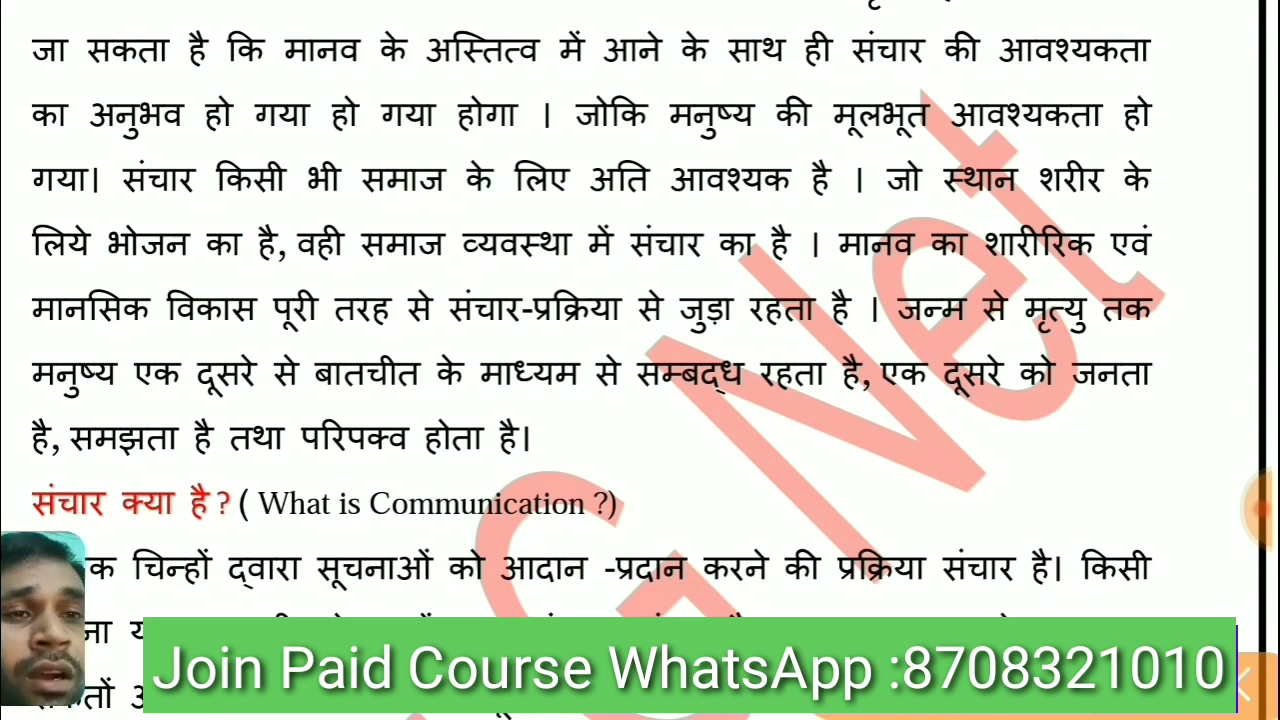 जा सकता है कि मानव के अस्तित्व में आने के साथ ही संचार की आवश्यकता
का अनुभव हो गया हो गया होगा । जोकि मनुष्य की मूलभूत आवश्यकता हो
गया। संचार किसी भी समाज के लिए अति आवश्यक है । जो स्थान शरीर के
लिये भोजन का है, वही समाज व्यवस्था में संचार का है । मानव का शारीरिक एवं
मानसिक विकास पूरी तरह से संचार-प्रक्रिया से जुड़ा रहता है । जन्म से मृत्यु तक
मनुष्य एक दूसरे से बातचीत के माध्यम से सम्बद्ध रहता है, एक दूसरे को जनता
है, समझता है तथा परिपक्व होता है।
संचार क्या है? ( What is Communication ?)
चिन्हों द्वारा सूचनाओं को आदान -प्रदान करने की प्रक्रिया संचार है। किसी
Join Paid Course WhatsApp :8708321010
G Net